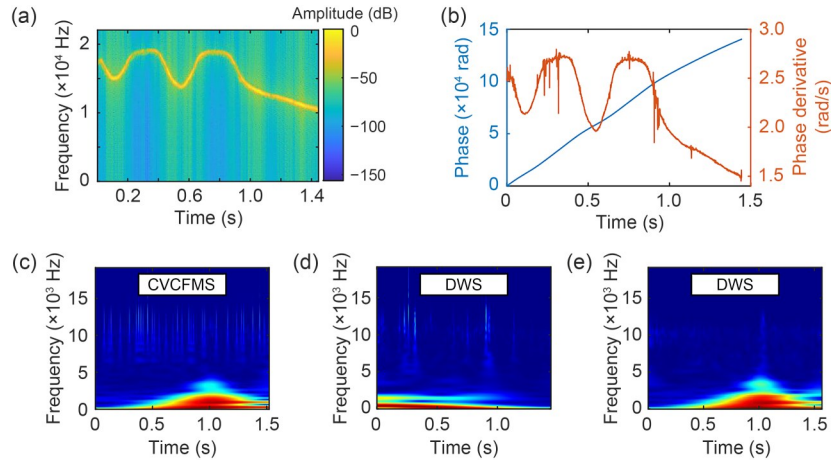 (a)
Amplitude (dB)
Frequency (×10⁴ Hz)
2
1
0
0.2
0.6
1.0
1.4
Time (s)
0
−50
−100
−150
(b)
Phase (×10⁴ rad)
15
10
5
0
0
0.5
1.0
1.5
Time (s)
3.0
2.5
2.0
1.5
Phase derivative
(rad/s)
(c)
CVCFMS
Frequency (×10³ Hz)
15
10
5
0
0
0.5
1.0
1.5
Time (s)
(d)
DWS
Frequency (×10³ Hz)
15
10
5
0
0
0.5
1.0
Time (s)
(e)
DWS
Frequency (×10³ Hz)
15
10
5
0
0
0.5
1.0
1.5
Time (s)